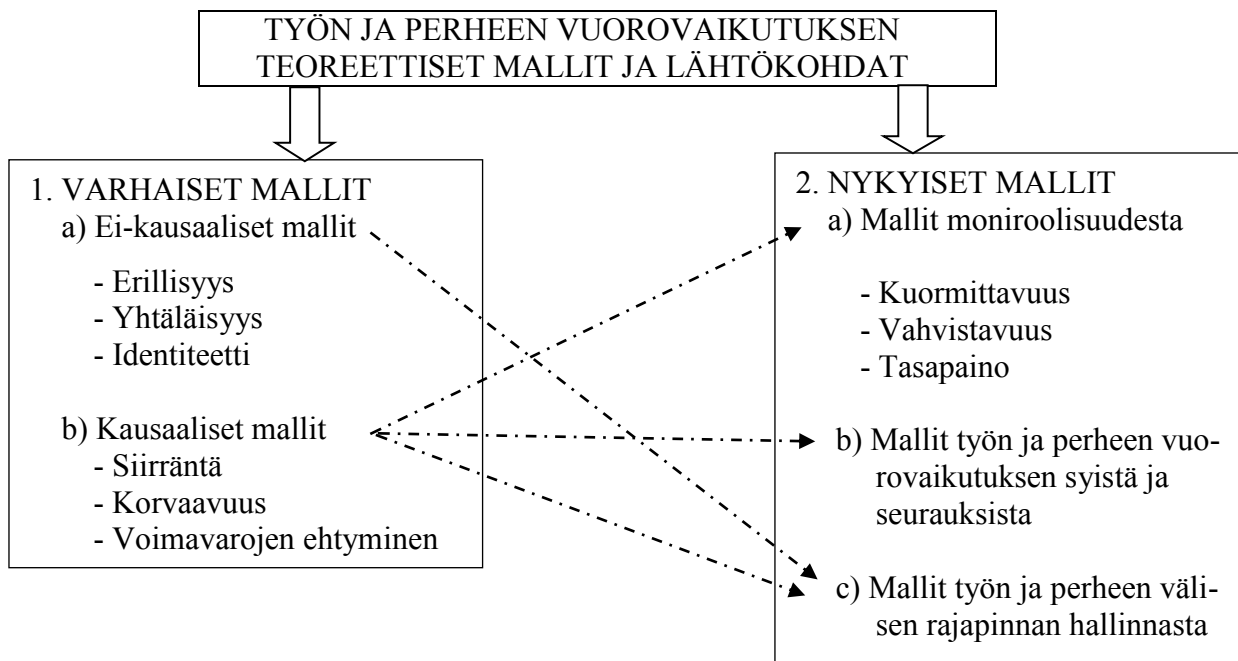 TYÖN JA PERHEEN VUOROVAIKUTUKSEN
TEOREETTISET MALLIT JA LÄHTÖKOHDAT
1. VARHAISET MALLIT
a) Ei-kausaaliset mallit
- Erillisyys
- Yhtäläisyys
- Identiteetti
b) Kausaaliset mallit
- Siirräntä
- Korvaavuus
- Voimavarojen ehtyminen
2. NYKYISET MALLIT
a) Mallit moniroolisuudesta
- Kuormittavuus
- Vahvistavuus
- Tasapaino
b) Mallit työn ja perheen vuo-
rovaikutuksen syistä ja
seurauksista
c) Mallit työn ja perheen väli-
sen rajapinnan hallinnasta